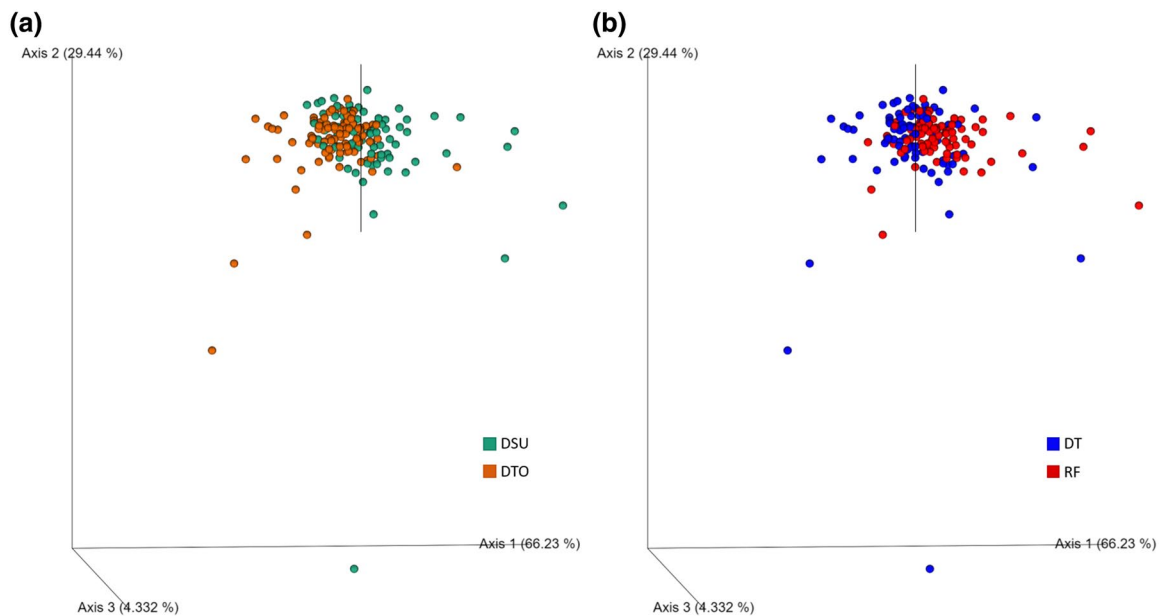 (a)
Axis 2 (29.44 %)
DSU
DTO
Axis 1 (66.23 %)
Axis 3 (4.332 %)
(b)
Axis 2 (29.44 %)
DT
RF
Axis 1 (66.23 %)
Axis 3 (4.332 %)